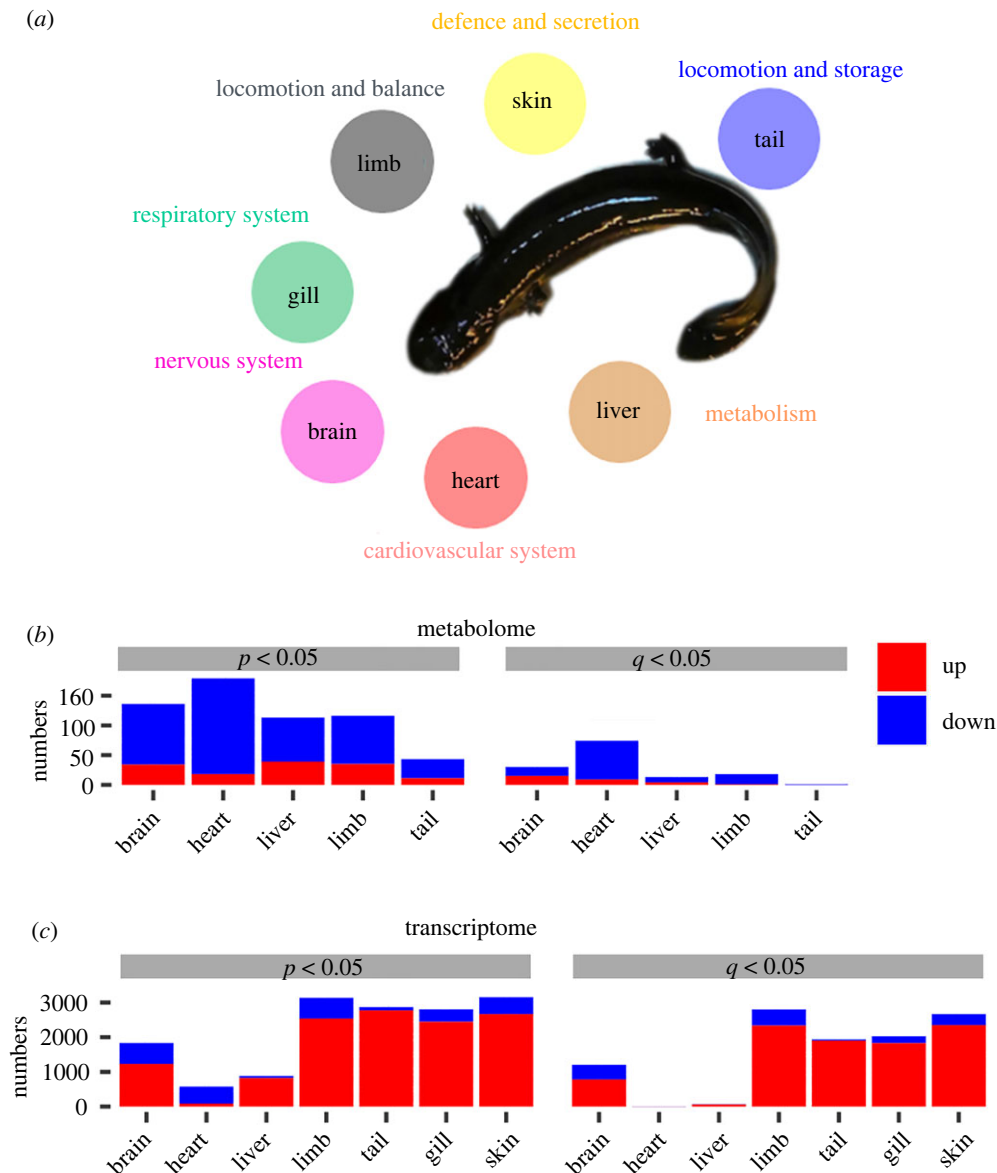 (a)
defence and secretion
locomotion and storage
locomotion and balance
skin
tail
limb
respiratory system
gill
nervous system
liver
metabolism
brain
heart
cardiovascular system
(b)
metabolome
p < 0.05
q < 0.05
up
down
numbers
160
100
50
0
brain
heart
liver
limb
tail
brain
heart
liver
limb
tail
(c)
transcriptome
p < 0.05
q < 0.05
numbers
3000
2000
1000
0
brain
heart
liver
limb
tail
gill
skin
brain
heart
liver
limb
tail
gill
skin